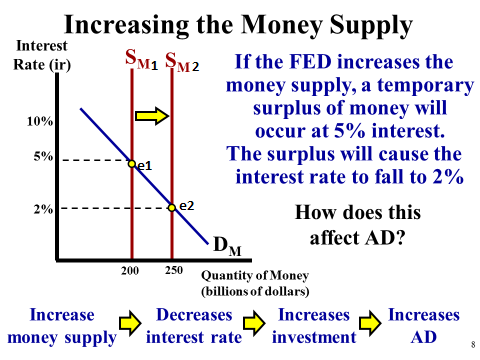 Increasing the Money Supply
Interest
Rate (ir)
SM1 SM2
10%
5%
2%
e1
e2
DM
200 250
Quantity of Money
(billions of dollars)
If the FED increases the
money supply, a temporary
surplus of money will
occur at 5% interest.
The surplus will cause the
interest rate to fall to 2%
How does this
affect AD?
Increase
money supply
Decreases
interest rate
Increases
investment
Increases
AD
8